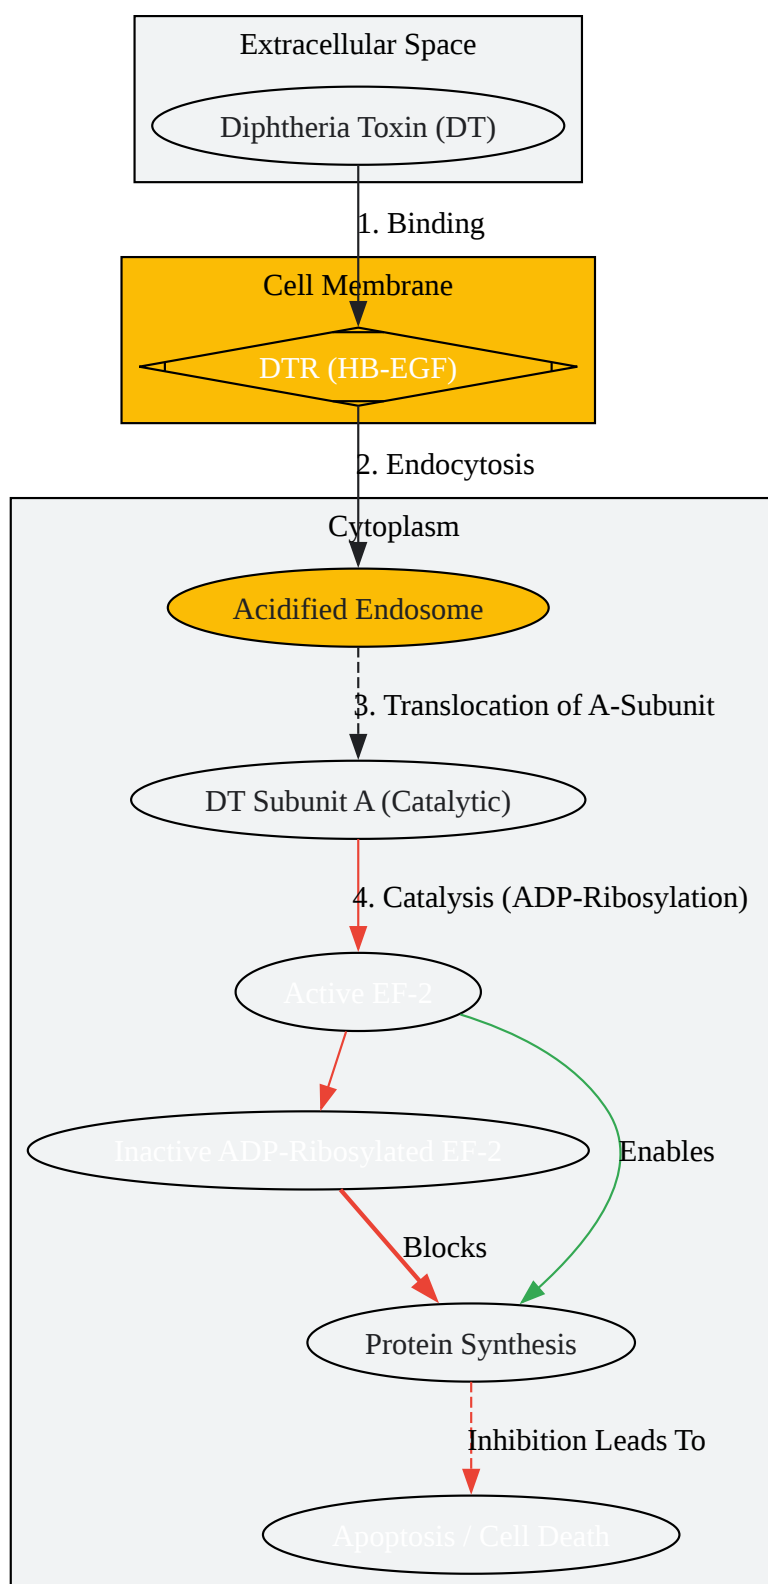 Extracellular Space
Diphtheria Toxin (DT)
1. Binding
Cell Membrane
DTR (HB-EGF)
2. Endocytosis
Cytoplasm
Acidified Endosome
3. Translocation of A-Subunit
DT Subunit A (Catalytic)
4. Catalysis (ADP-Ribosylation)
Active EF-2
Inactive ADP-Ribosylated EF-2
Enables
Blocks
Protein Synthesis
Inhibition Leads To
Apoptosis / Cell Death